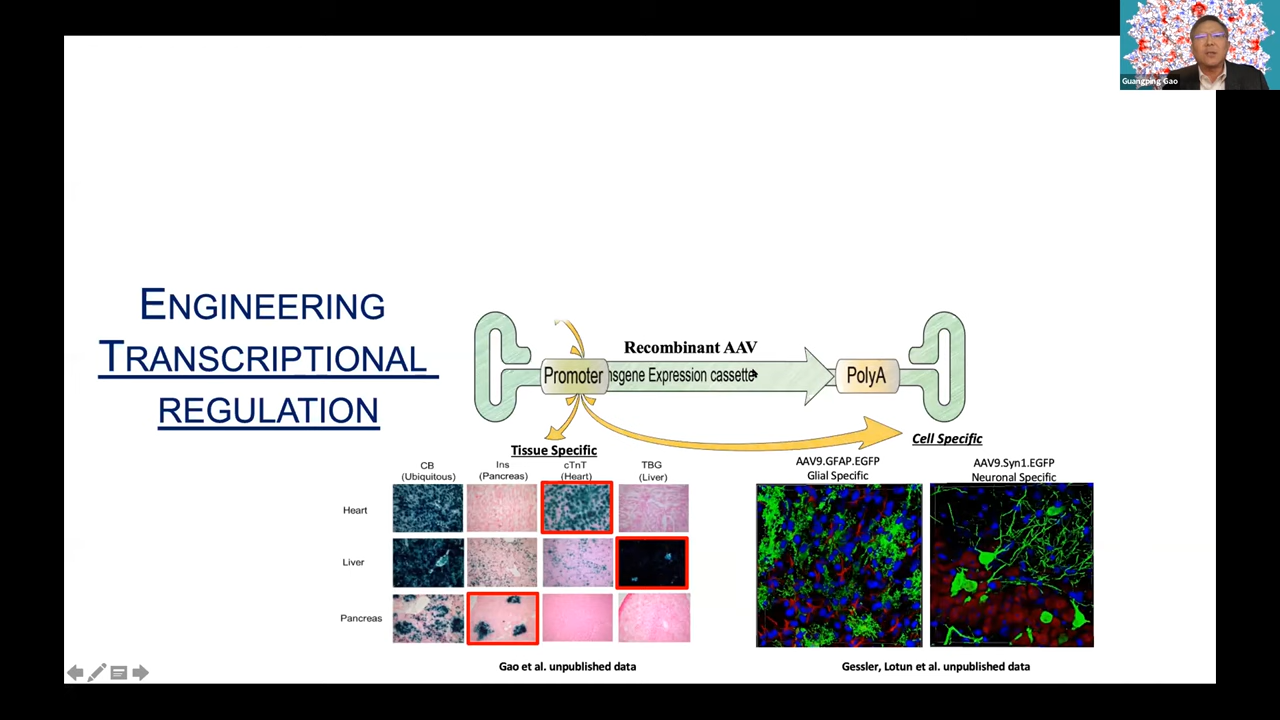 Guangping Gao
ENGINEERING
TRANSCRIPTIONAL
REGULATION
Recombinant AAV
Promoter
nsgene Expression cassette
PolyA
Tissue Specific
Cell Specific
CB
(Ubiquitous)
Ins
(Pancreas)
cTnT
(Heart)
TBG
(Liver)
Heart
Liver
Pancreas
AAV9.GFAP.EGFP
Glial Specific
AAV9.Syn1.EGFP
Neuronal Specific
Gao et al. unpublished data
Gessler, Lotun et al. unpublished data